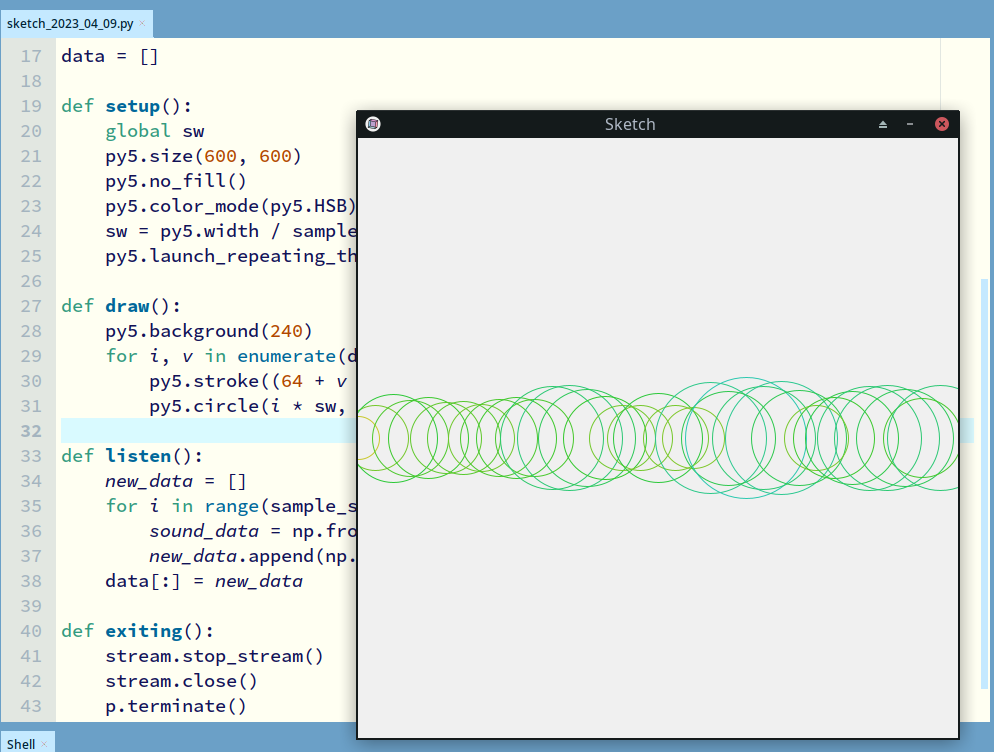 sketch_2023_04_09.py ×
17 data = []
18
19 def setup():
20 global sw
21 py5.size(600, 600)
22 py5.no_fill()
23 py5.color_mode(py5.HSB)
24 sw = py5.width / sample
25 py5.launch_repeating_th
26
27 def draw():
28 py5.background(240)
29 for i, v in enumerate(d
30 py5.stroke((64 + v
31 py5.circle(i * sw,
32
33 def listen():
34 new_data = []
35 for i in range(sample_s
36 sound_data = np.fro
37 new_data.append(np.
38 data[:] = new_data
39
40 def exiting():
41 stream.stop_stream()
42 stream.close()
43 p.terminate()
Sketch
Shell ×